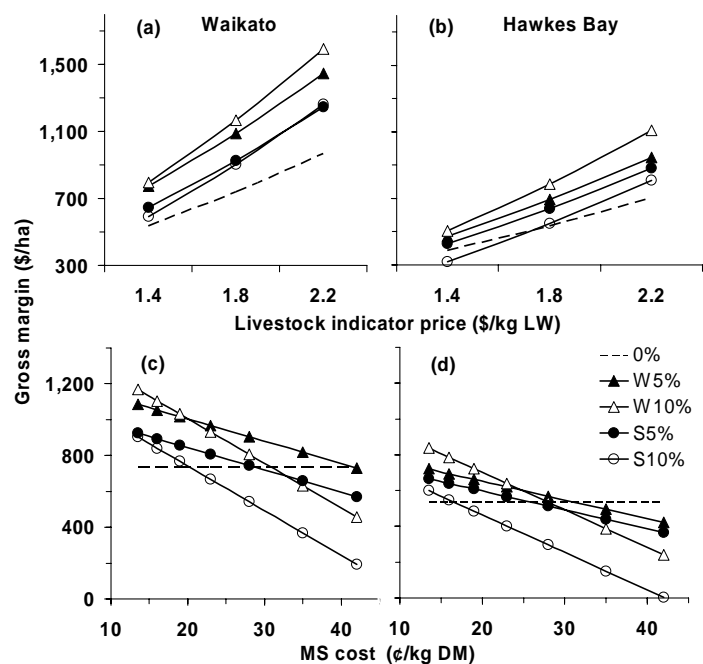 (a) Waikato
(b) Hawkes Bay
1,500
1,100
700
300
1.4 1.8 2.2 1.4 1.8 2.2
Livestock indicator price ($/kg LW)
Gross margin ($/ha)
(c)
(d)
0%
W5%
W10%
S5%
S10%
1,200
800
400
0
10 20 30 40 10 20 30 40
MS cost (¢/kg DM)